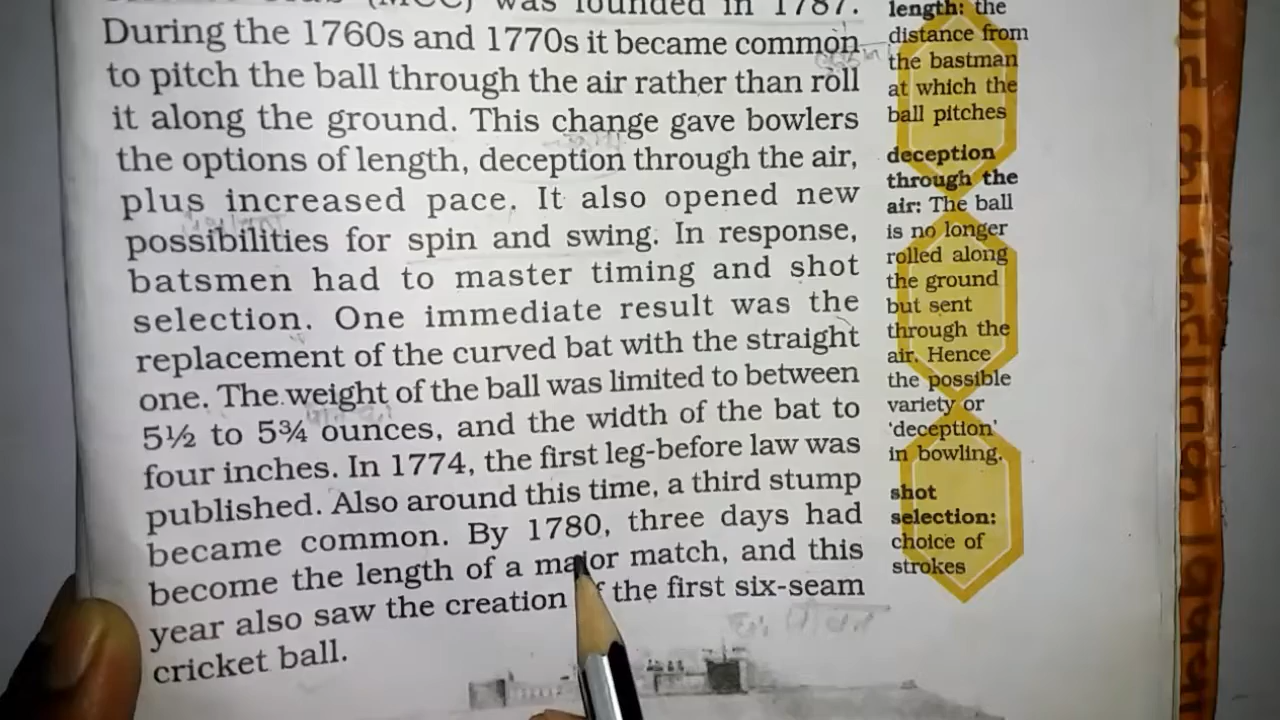 (MCC) was founded in 1787.
During the 1760s and 1770s it became common
to pitch the ball through the air rather than roll
it along the ground. This change gave bowlers
the options of length, deception through the air,
plus increased pace. It also opened new
possibilities for spin and swing. In response,
batsmen had to master timing and shot
selection. One immediate result was the
replacement of the curved bat with the straight
one. The weight of the ball was limited to between
5½ to 5¾ ounces, and the width of the bat to
four inches. In 1774, the first leg-before law was
published. Also around this time, a third stump
became common. By 1780, three days had
become the length of a major match, and this
year also saw the creation of the first six-seam
cricket ball.
length: the
distance from
the bastman
at which the
ball pitches
deception
through the
air: The ball
is no longer
rolled along
the ground
but sent
through the
air. Hence
the possible
variety or
‘deception’
in bowling.
shot
selection:
choice of
strokes